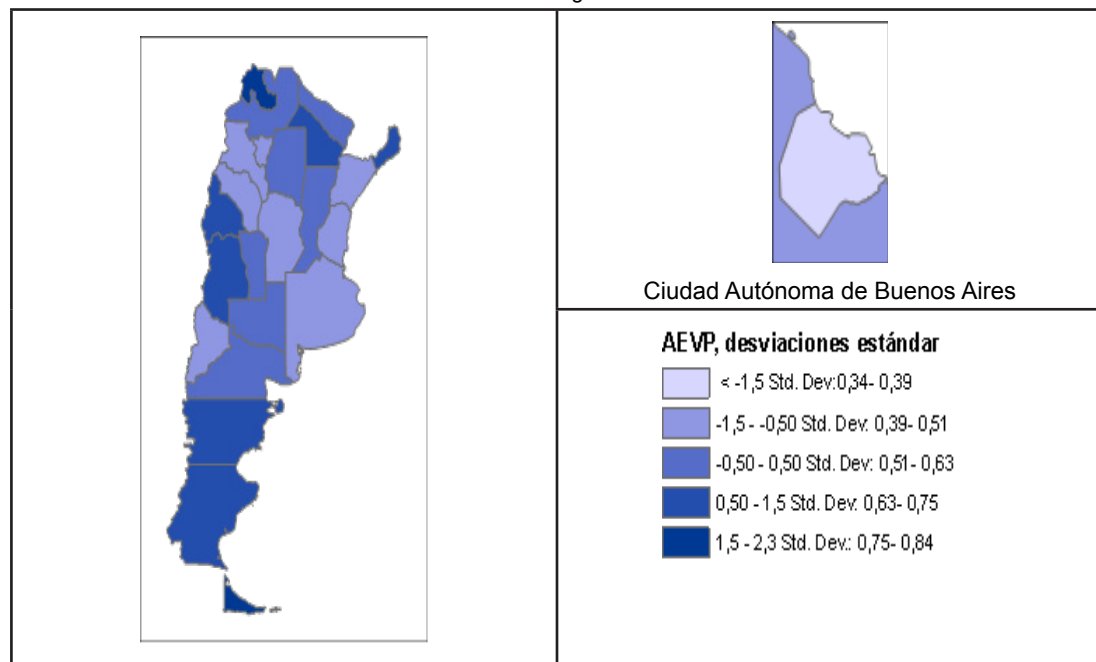 Ciudad Autónoma de Buenos Aires
AEVP, desviaciones estándar
< -1,5 Std. Dev:0,34- 0,39
-1,5 - -0,50 Std. Dev: 0,39- 0,51
-0,50 - 0,50 Std. Dev: 0,51- 0,63
0,50 - 1,5 Std. Dev: 0,63- 0,75
1,5 - 2,3 Std. Dev.: 0,75- 0,84